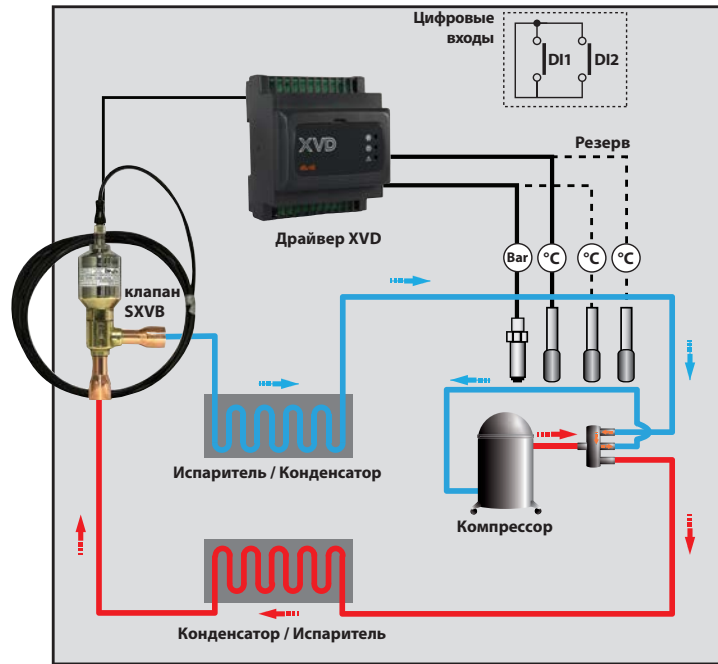 Цифровые
входы
DI1
DI2
XVD
Резерв
Драйвер XVD
Bar
°C
°C
°C
клапан
SXVB
Испаритель / Конденсатор
Компрессор
Конденсатор / Испаритель